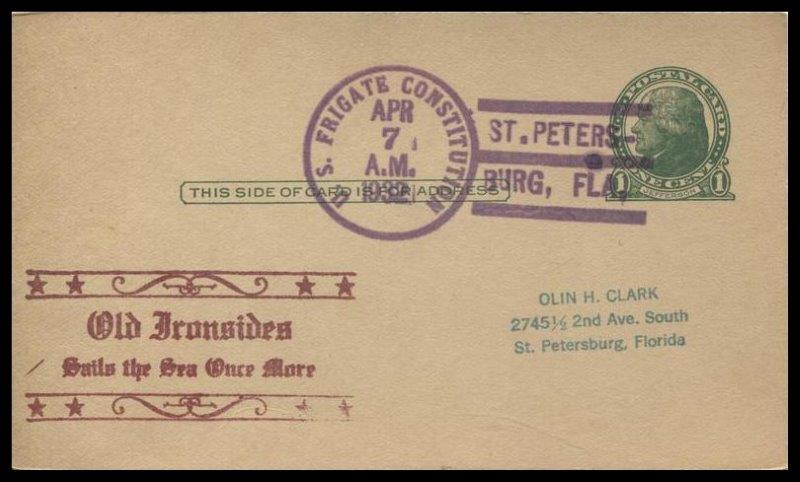 U.S. FRIGATE CONSTITUTION
APR
7
A.M.
1932
ST. PETERS-
BURG, FLA.
U.S. POSTAL CARD
1 ONE CENT 1
JEFFERSON
THIS SIDE OF CARD IS FOR ADDRESS
Old Ironsides
Sails the Sea Once More
OLIN H. CLARK
2745½ 2nd Ave. South
St. Petersburg, Florida